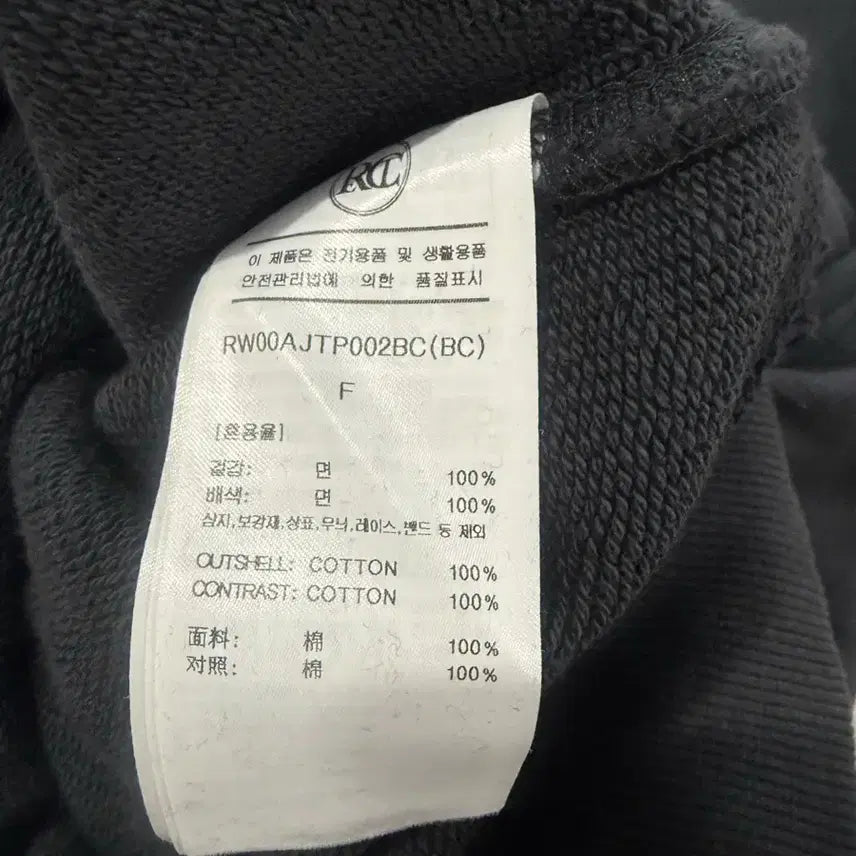 RCT
이 제품은 전기용품 및 생활용품
안전관리법에 의한 품질표시
RW00AJTP002BC(BC)
F
[혼용율]
겉감: 면 100%
배색: 면 100%
심지,보강재,상표,무늬,레이스,밴드 등 제외
OUTSHELL: COTTON 100%
CONTRAST: COTTON 100%
面料: 棉 100%
对照: 棉 100%